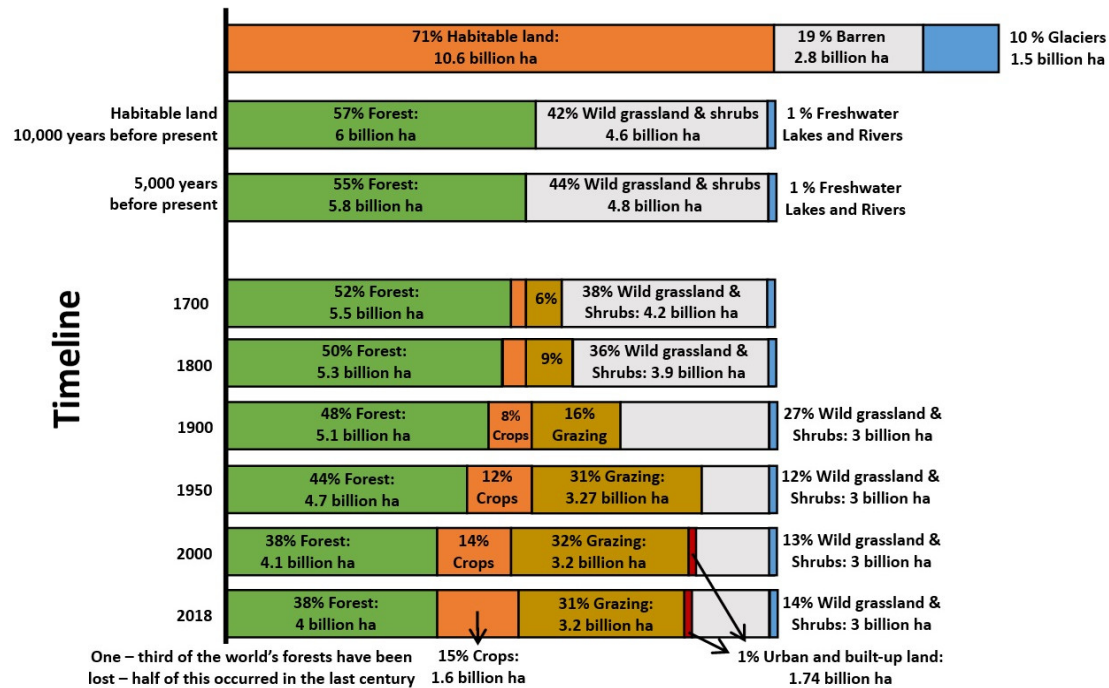 71% Habitable land:
10.6 billion ha
19 % Barren
2.8 billion ha
10 % Glaciers
1.5 billion ha
Habitable land
10,000 years before present
57% Forest:
6 billion ha
42% Wild grassland & shrubs
4.6 billion ha
1 % Freshwater
Lakes and Rivers
5,000 years
before present
55% Forest:
5.8 billion ha
44% Wild grassland & shrubs
4.8 billion ha
1 % Freshwater
Lakes and Rivers
Timeline
1700
52% Forest:
5.5 billion ha
6%
38% Wild grassland &
Shrubs: 4.2 billion ha
1800
50% Forest:
5.3 billion ha
9%
36% Wild grassland &
Shrubs: 3.9 billion ha
1900
48% Forest:
5.1 billion ha
8%
Crops
16%
Grazing
27% Wild grassland &
Shrubs: 3 billion ha
1950
44% Forest:
4.7 billion ha
12%
Crops
31% Grazing:
3.27 billion ha
12% Wild grassland &
Shrubs: 3 billion ha
2000
38% Forest:
4.1 billion ha
14%
Crops
32% Grazing:
3.2 billion ha
13% Wild grassland &
Shrubs: 3 billion ha
2018
38% Forest:
4 billion ha
31% Grazing:
3.2 billion ha
14% Wild grassland &
Shrubs: 3 billion ha
One – third of the world's forests have been
lost – half of this occurred in the last century
15% Crops:
1.6 billion ha
1% Urban and built-up land:
1.74 billion ha